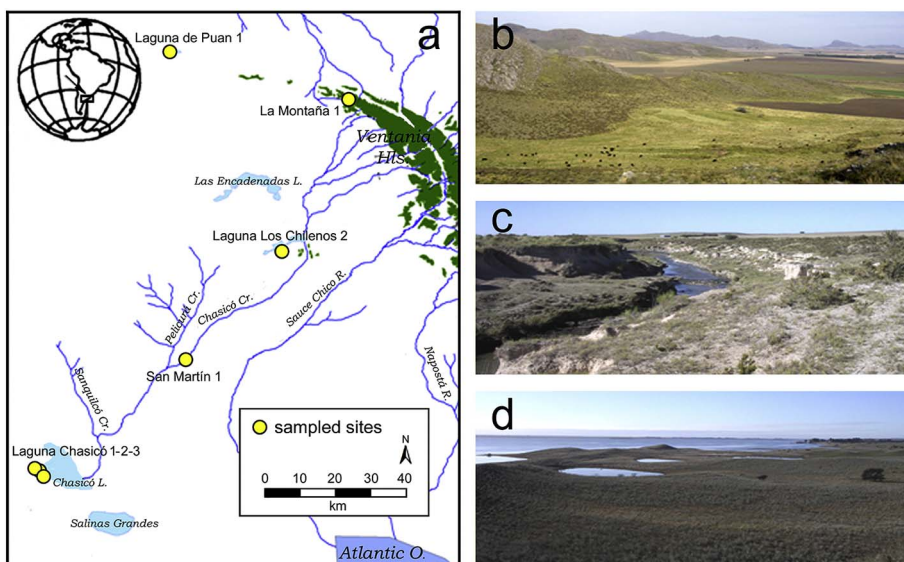 a
Laguna de Puan 1
La Montaña 1
Ventania
Hls.
Las Encadenadas L.
Laguna Los Chilenos 2
Pelicurá Cr.
Chasicó Cr.
Sauce Chico R.
San Martín 1
Napostá R.
Sanquilcó Cr.
sampled sites
N
0 10 20 30 40
km
Laguna Chasicó 1-2-3
Chasicó L.
Salinas Grandes
Atlantic O.
b
c
d